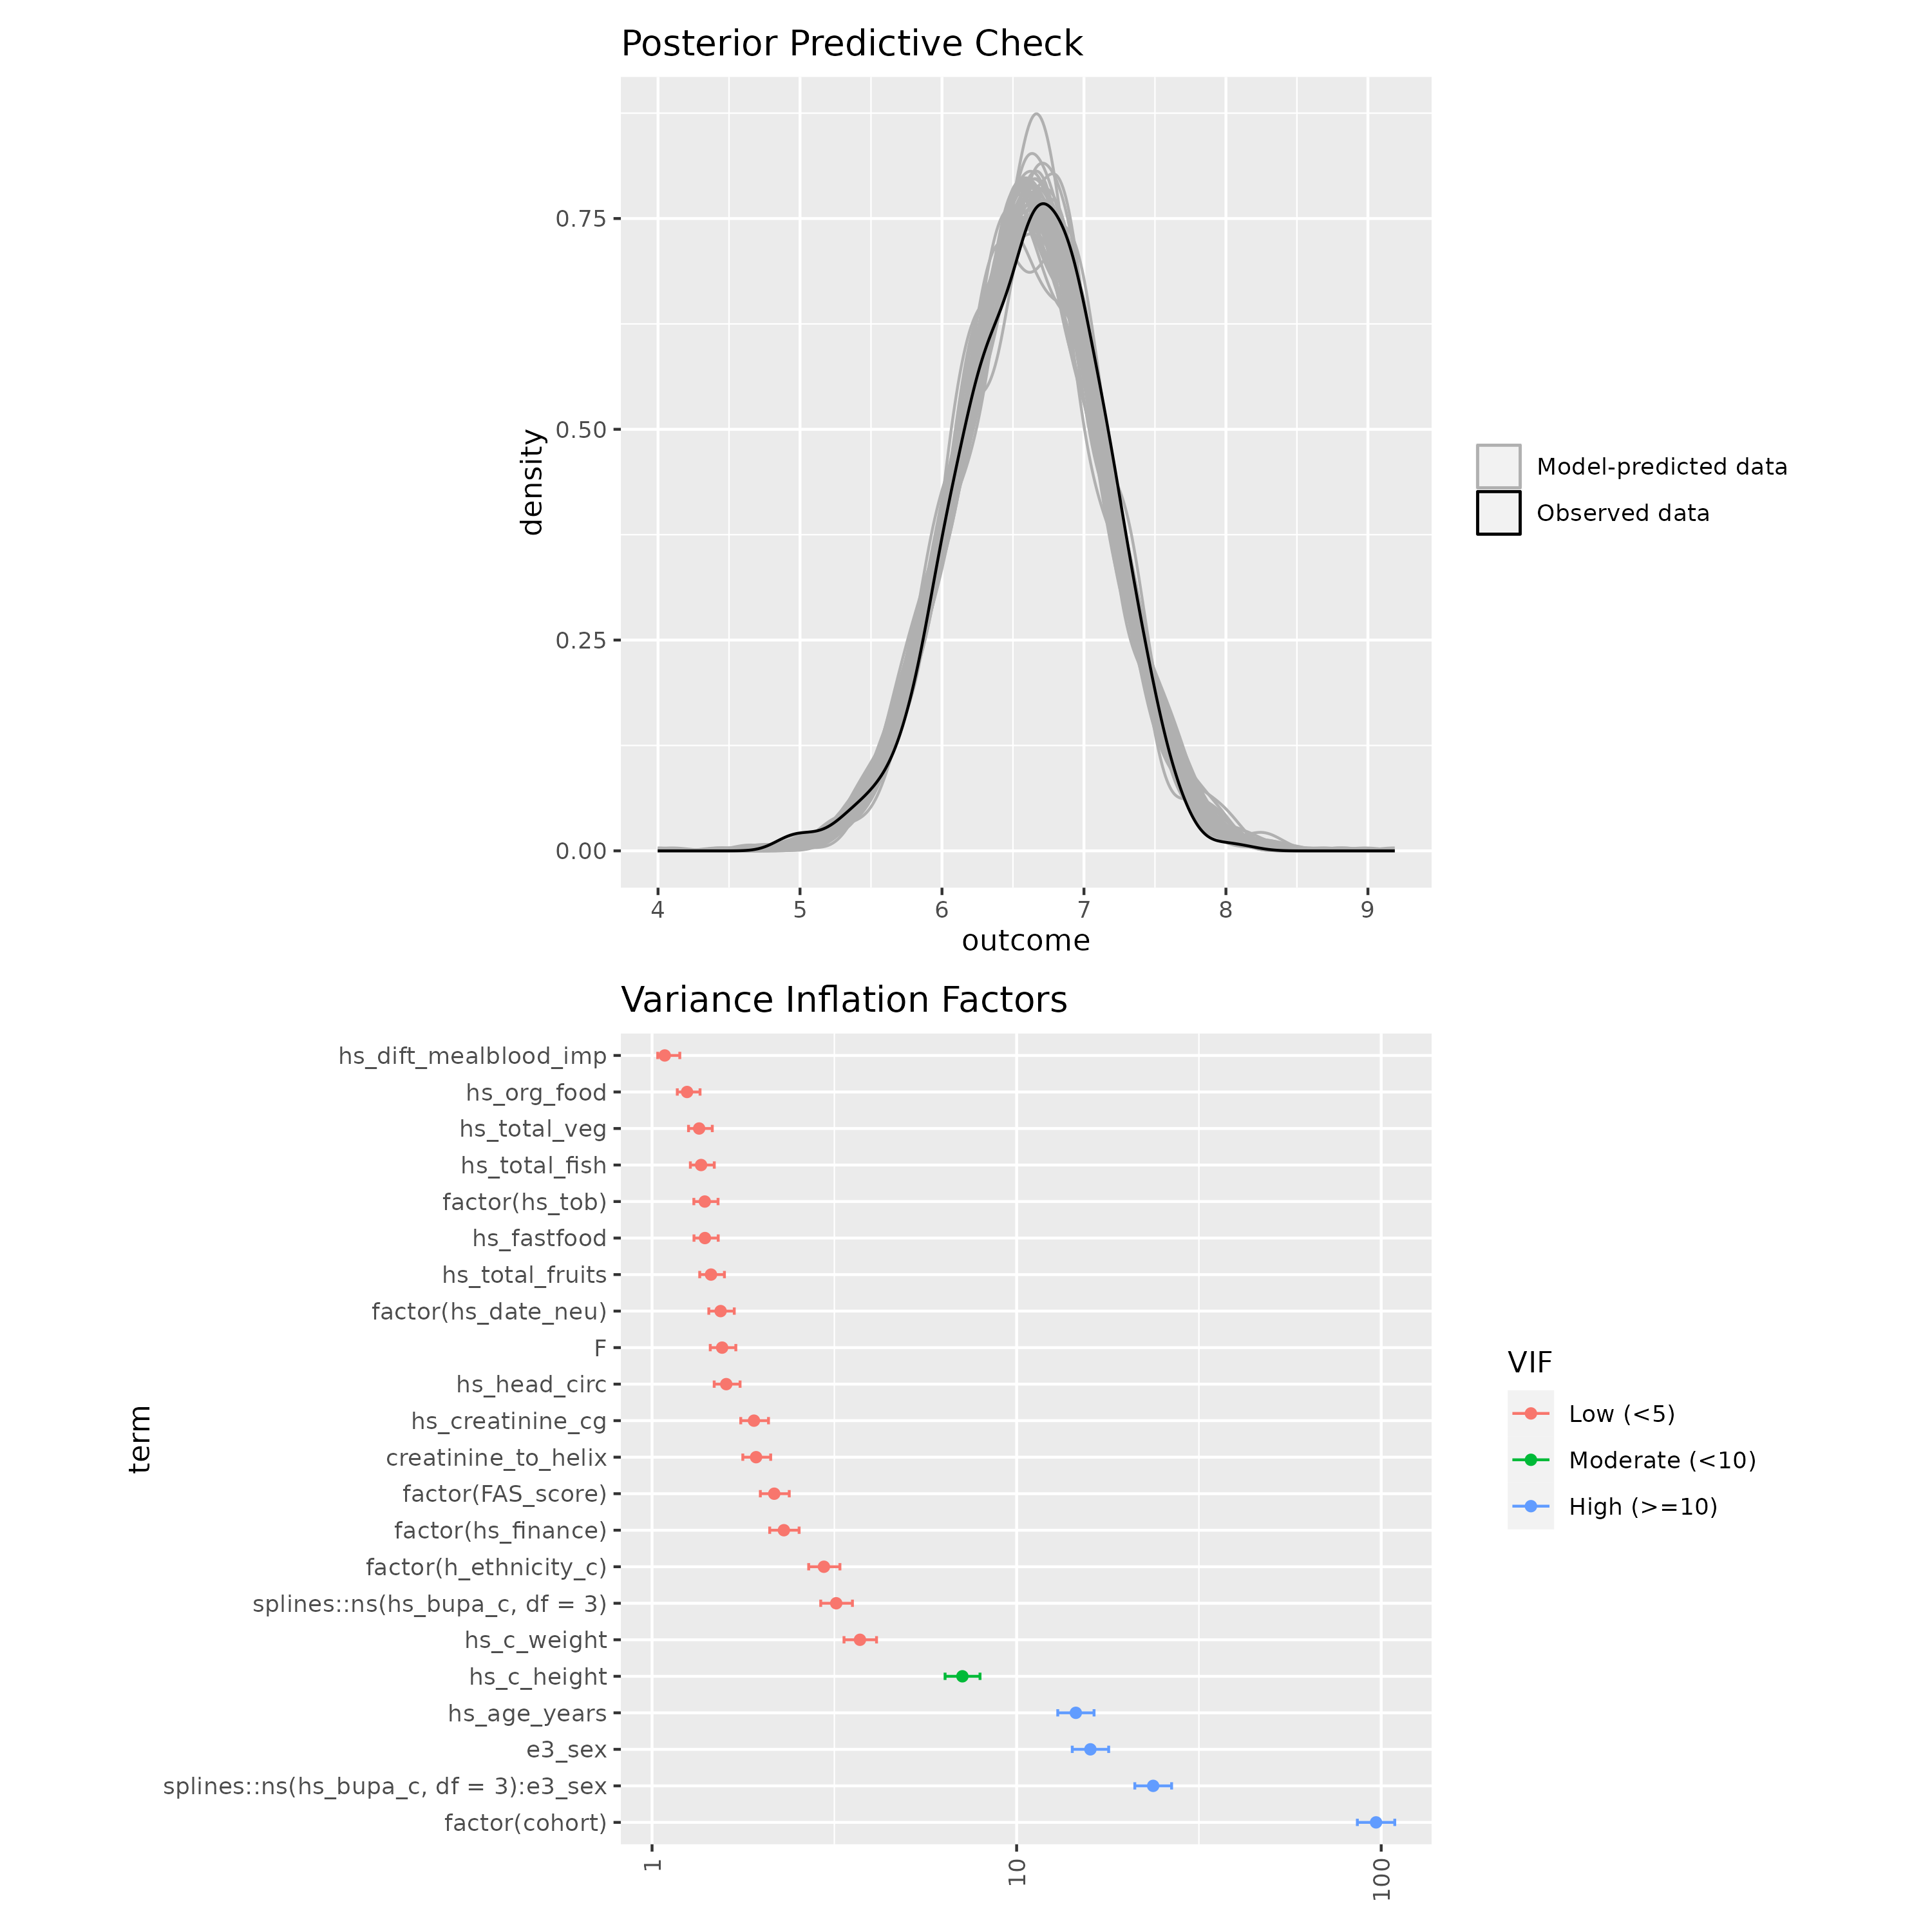 Posterior Predictive Check
density
0.75
0.50
0.25
0.00
4 5 6 7 8 9
outcome
Model-predicted data
Observed data
Variance Inflation Factors
term
hs_dift_mealblood_imp
hs_org_food
hs_total_veg
hs_total_fish
factor(hs_tob)
hs_fastfood
hs_total_fruits
factor(hs_date_neu)
F
hs_head_circ
hs_creatinine_cg
creatinine_to_helix
factor(FAS_score)
factor(hs_finance)
factor(h_ethnicity_c)
splines::ns(hs_bupa_c, df = 3)
hs_c_weight
hs_c_height
hs_age_years
e3_sex
splines::ns(hs_bupa_c, df = 3):e3_sex
factor(cohort)
1 10 100
VIF
Low (<5)
Moderate (<10)
High (>=10)